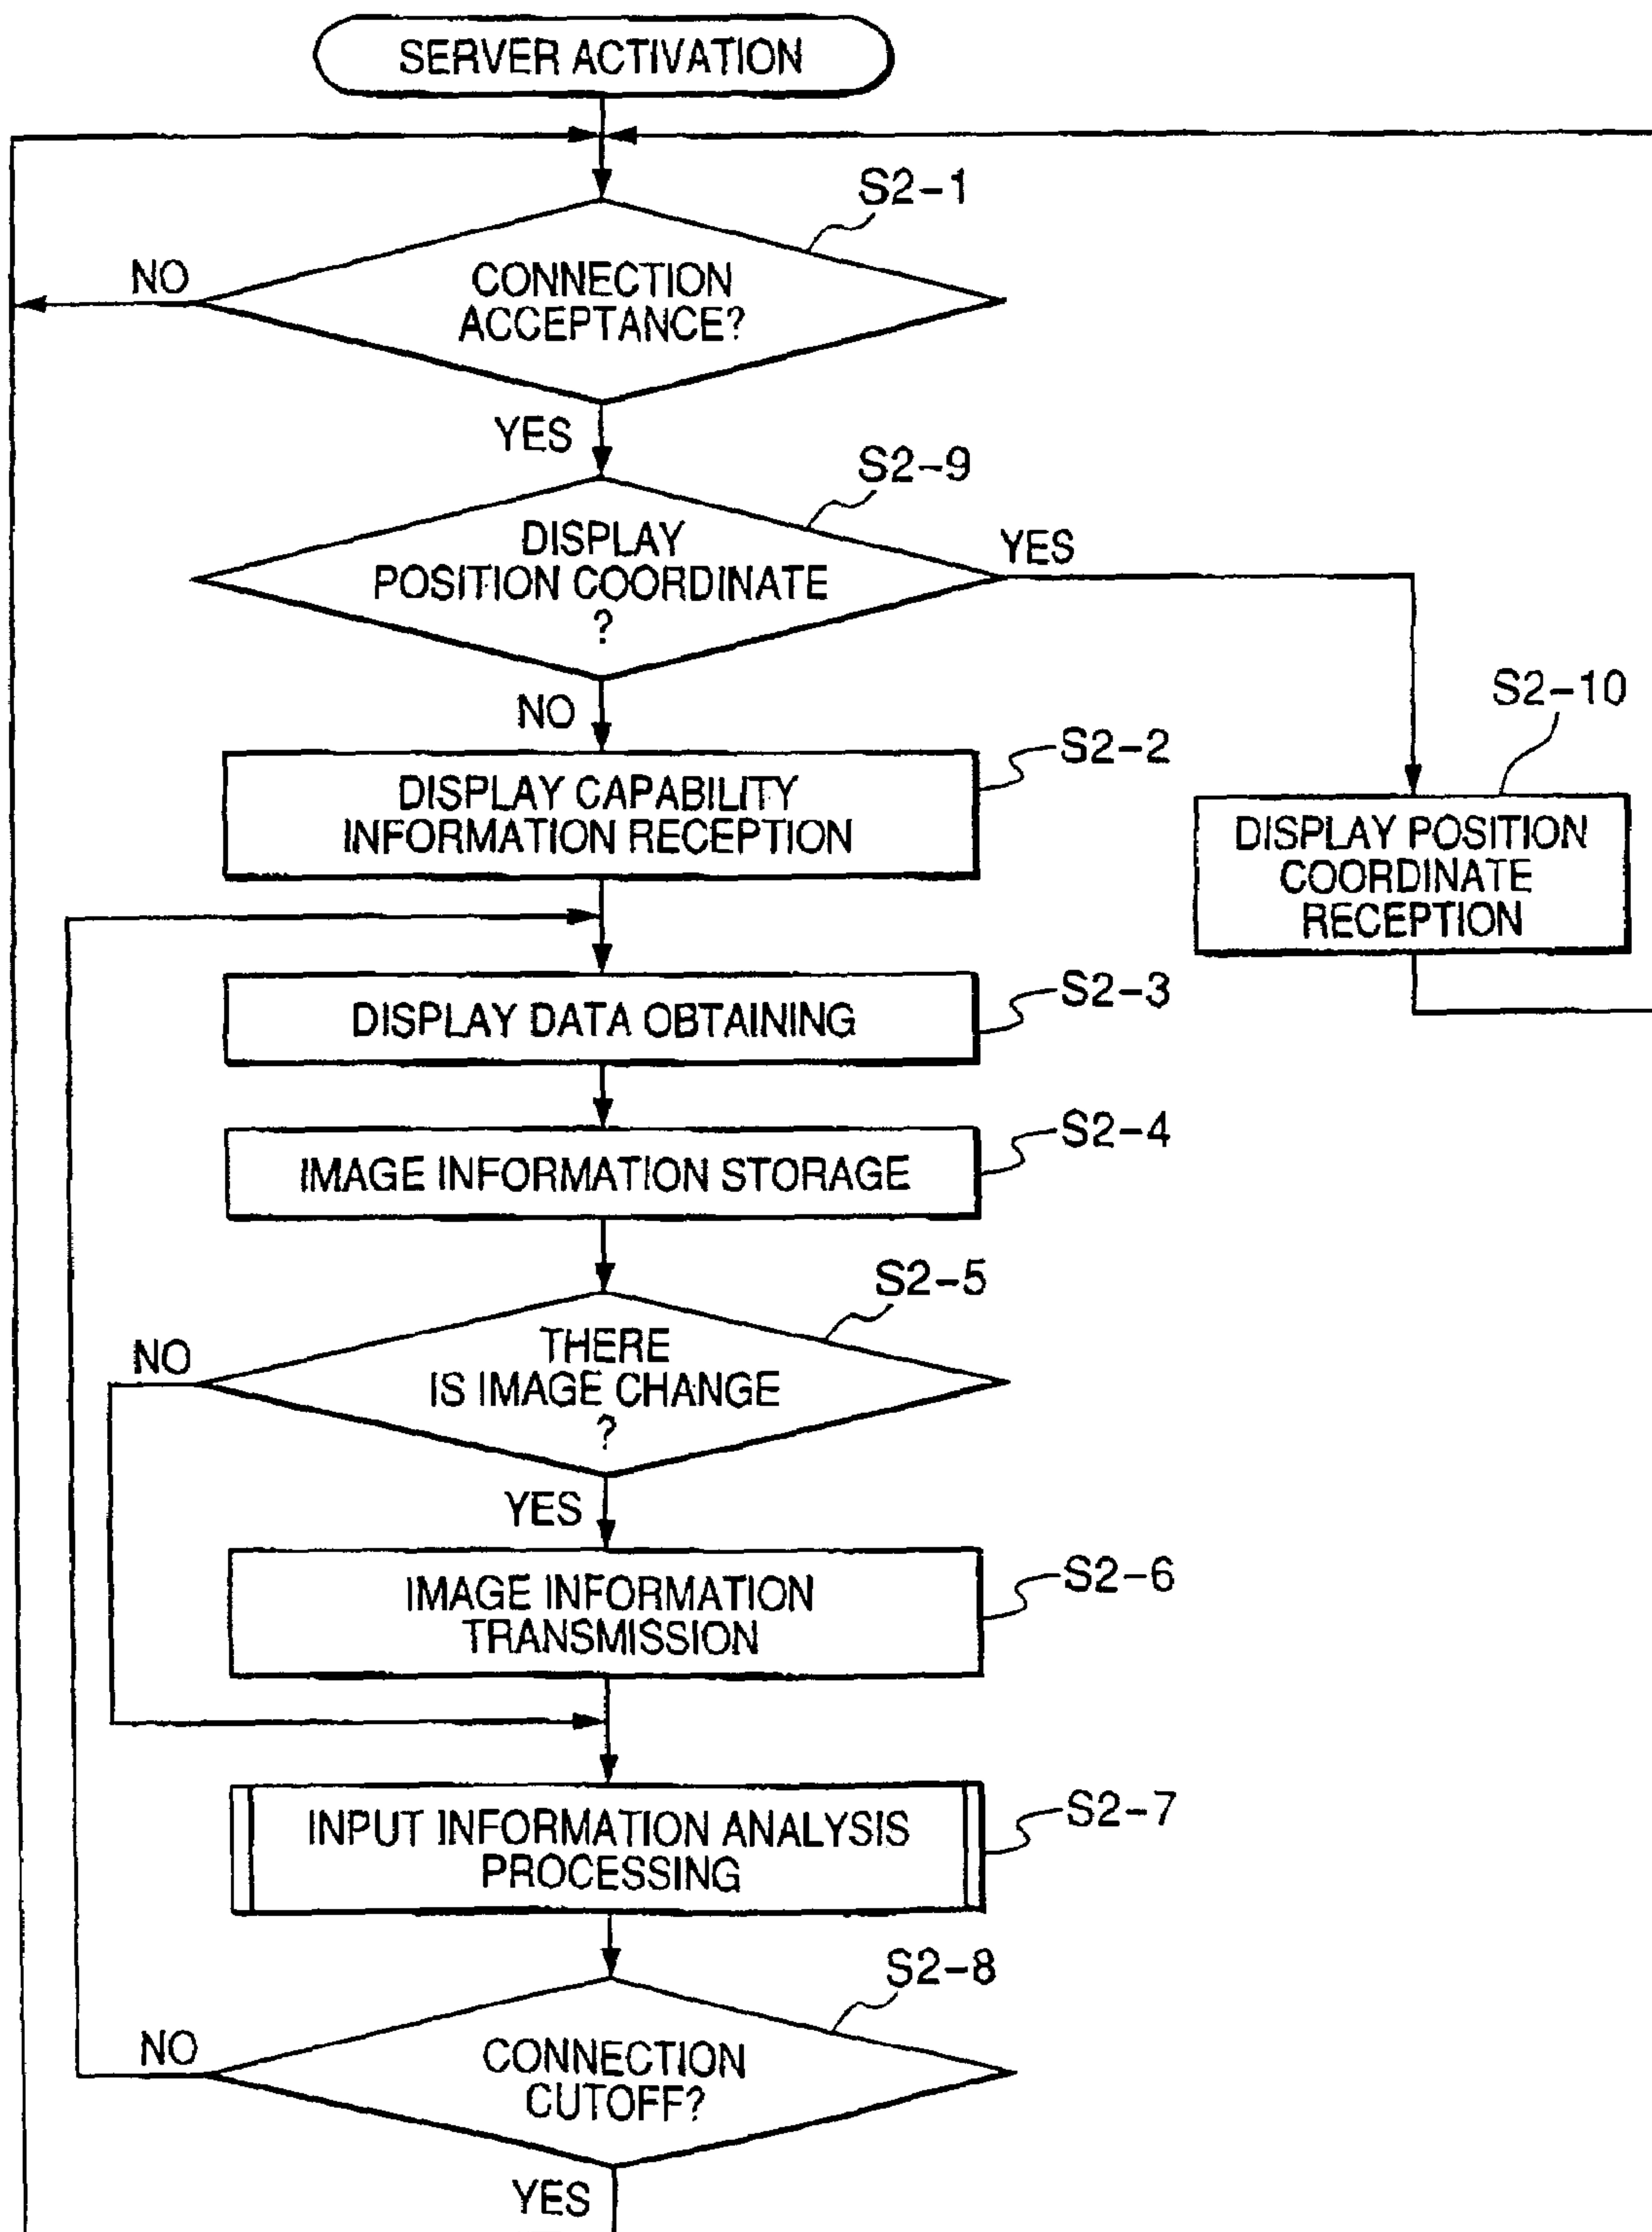 SERVER ACTIVATION
S2-1
NO
CONNECTION
ACCEPTANCE?
YES
S2-9
DISPLAY
POSITION COORDINATE
?
YES
NO
S2-10
S2-2
DISPLAY CAPABILITY
INFORMATION RECEPTION
DISPLAY POSITION
COORDINATE
RECEPTION
S2-3
DISPLAY DATA OBTAINING
S2-4
IMAGE INFORMATION STORAGE
S2-5
NO
THERE
IS IMAGE CHANGE
?
YES
S2-6
IMAGE INFORMATION
TRANSMISSION
S2-7
INPUT INFORMATION ANALYSIS
PROCESSING
S2-8
NO
CONNECTION
CUTOFF?
YES